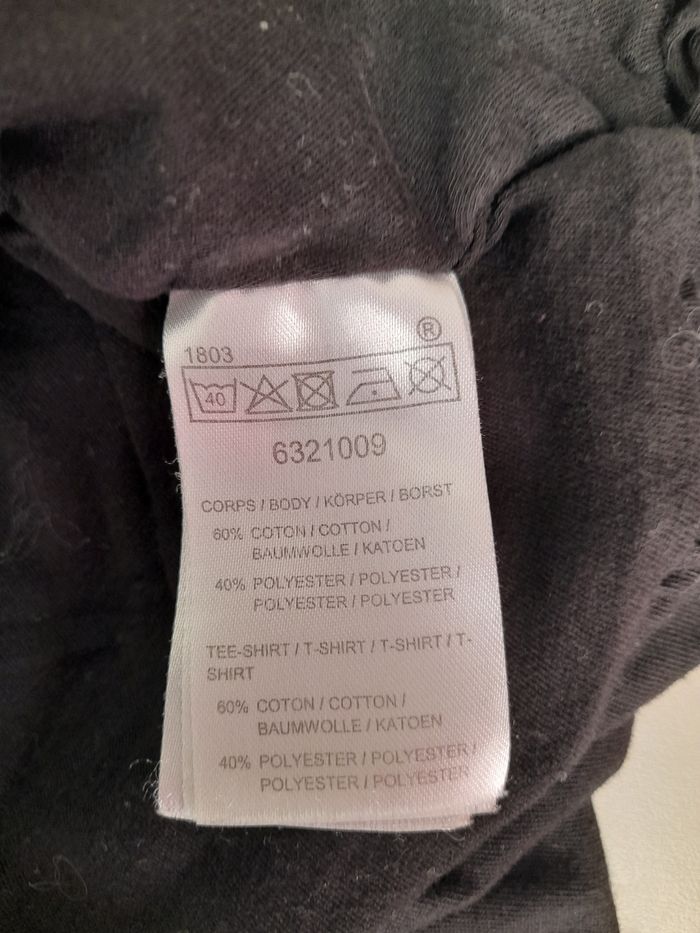 ®
1803
40
6321009
CORPS / BODY / KÖRPER / BORST
60% COTON / COTTON /
BAUMWOLLE / KATOEN
40% POLYESTER / POLYESTER /
POLYESTER / POLYESTER
TEE-SHIRT / T-SHIRT / T-SHIRT / T-
SHIRT
60% COTON / COTTON /
BAUMWOLLE / KATOEN
40% POLYESTER / POLYESTER /
POLYESTER / POLYESTER